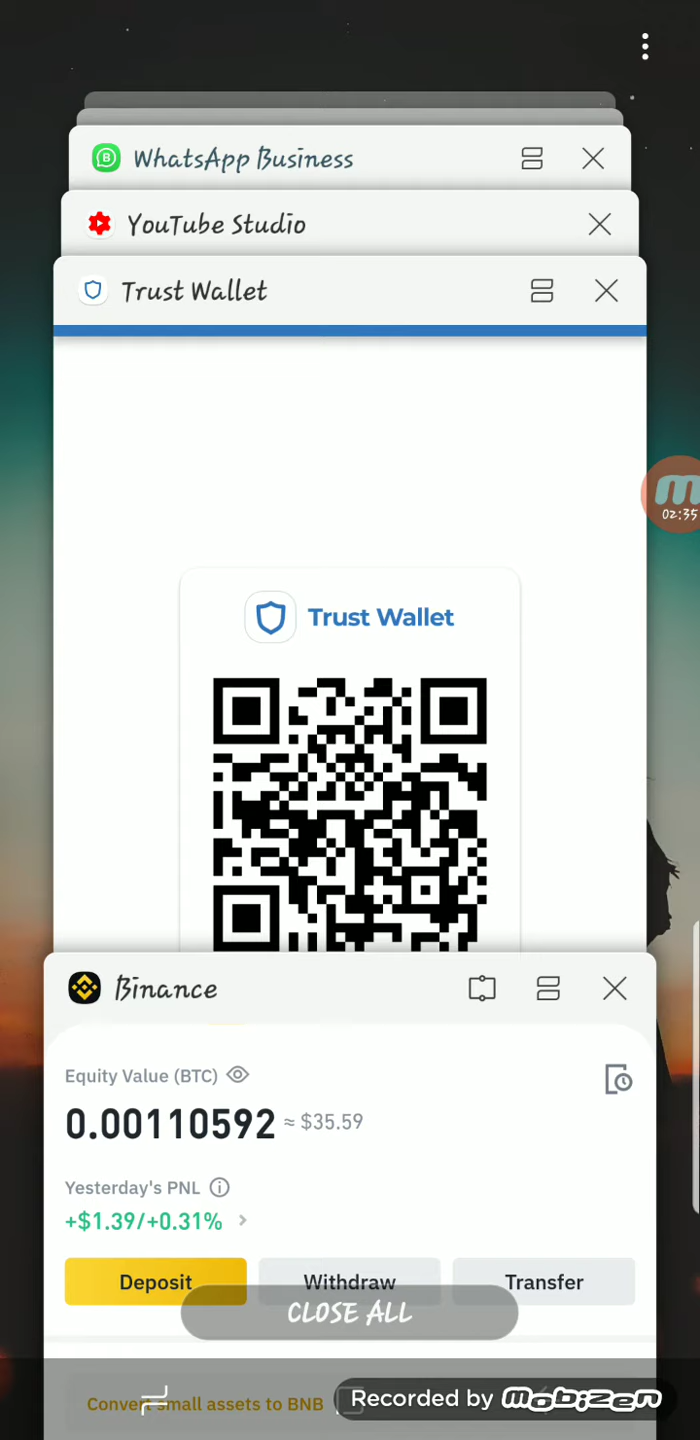 WhatsApp Business
YouTube Studio
Trust Wallet
02:35
Trust Wallet
Binance
Equity Value (BTC)
0.00110592 ≈ $35.59
Yesterday's PNL
+$1.39/+0.31%
Deposit Withdraw Transfer
CLOSE ALL
Convert small assets to BNB
Recorded by Mobizen